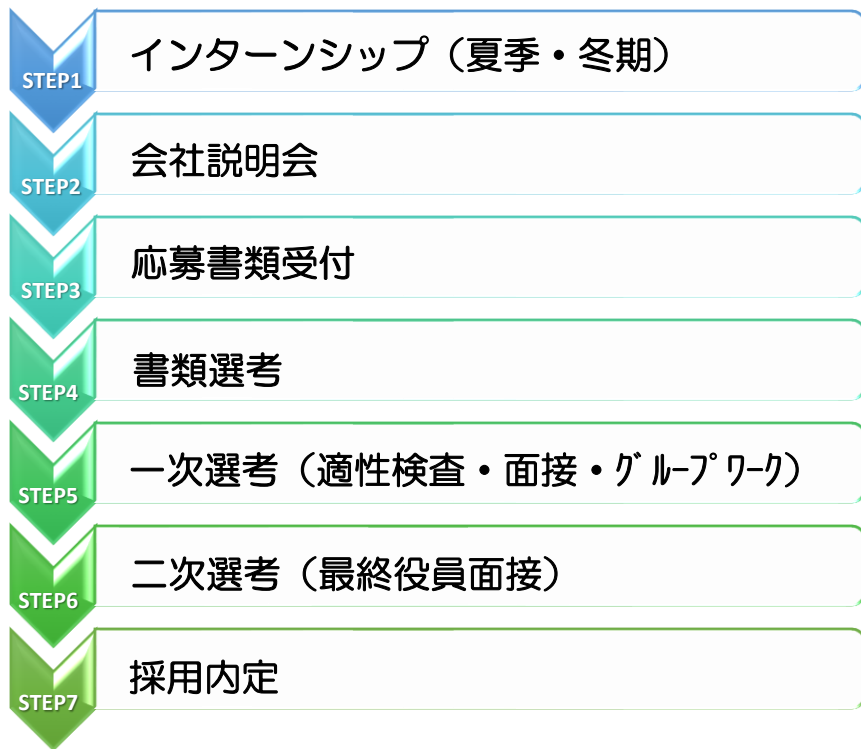 STEP1
インターンシップ（夏季・冬期）
STEP2
会社説明会
STEP3
応募書類受付
STEP4
書類選考
STEP5
一次選考（適性検査・面接・ｸﾞﾙｰﾌﾟﾜｰｸ）
STEP6
二次選考（最終役員面接）
STEP7
採用内定